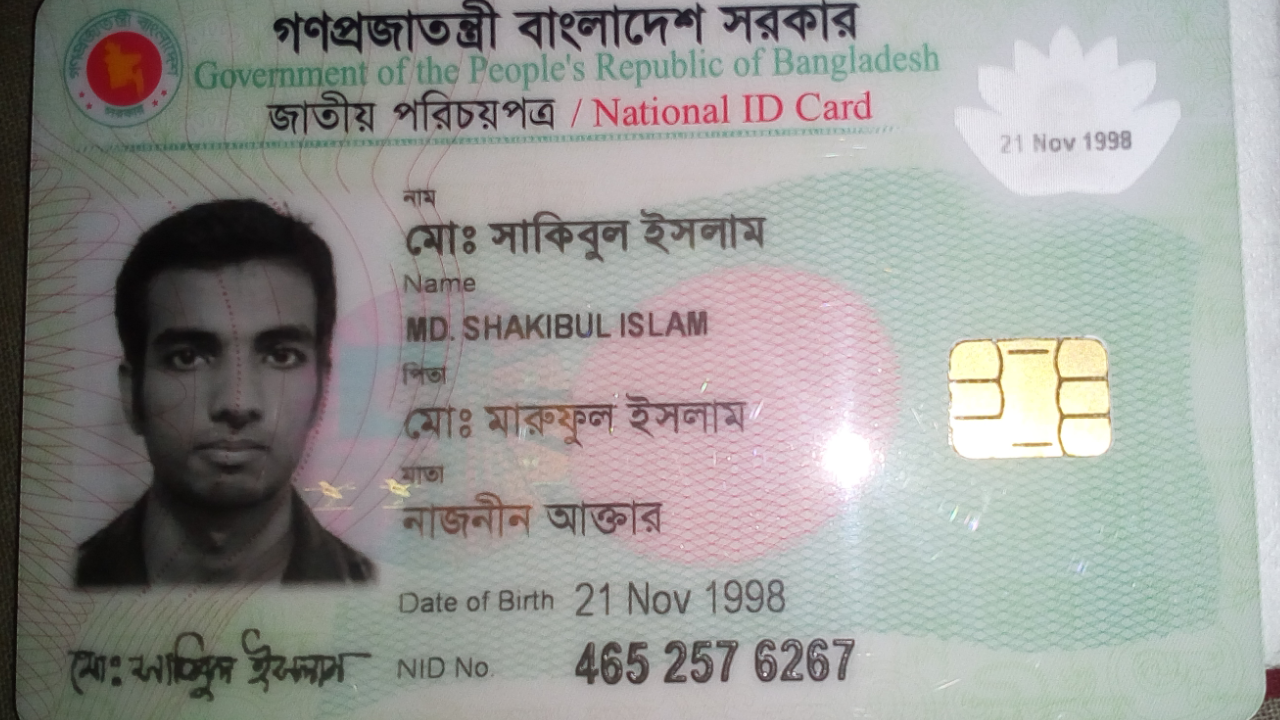 গণপ্রজাতন্ত্রী বাংলাদেশ সরকার
Government of the People's Republic of Bangladesh
জাতীয় পরিচয়পত্র / National ID Card
21 Nov 1998
নাম
মোঃ সাকিবুল ইসলাম
Name
MD. SHAKIBUL ISLAM
পিতা
মোঃ মারুফুল ইসলাম
মাতা
নাজনীন আক্তার
Date of Birth 21 Nov 1998
মোঃ সাকিবুল ইসলাম
NID No. 465 257 6267